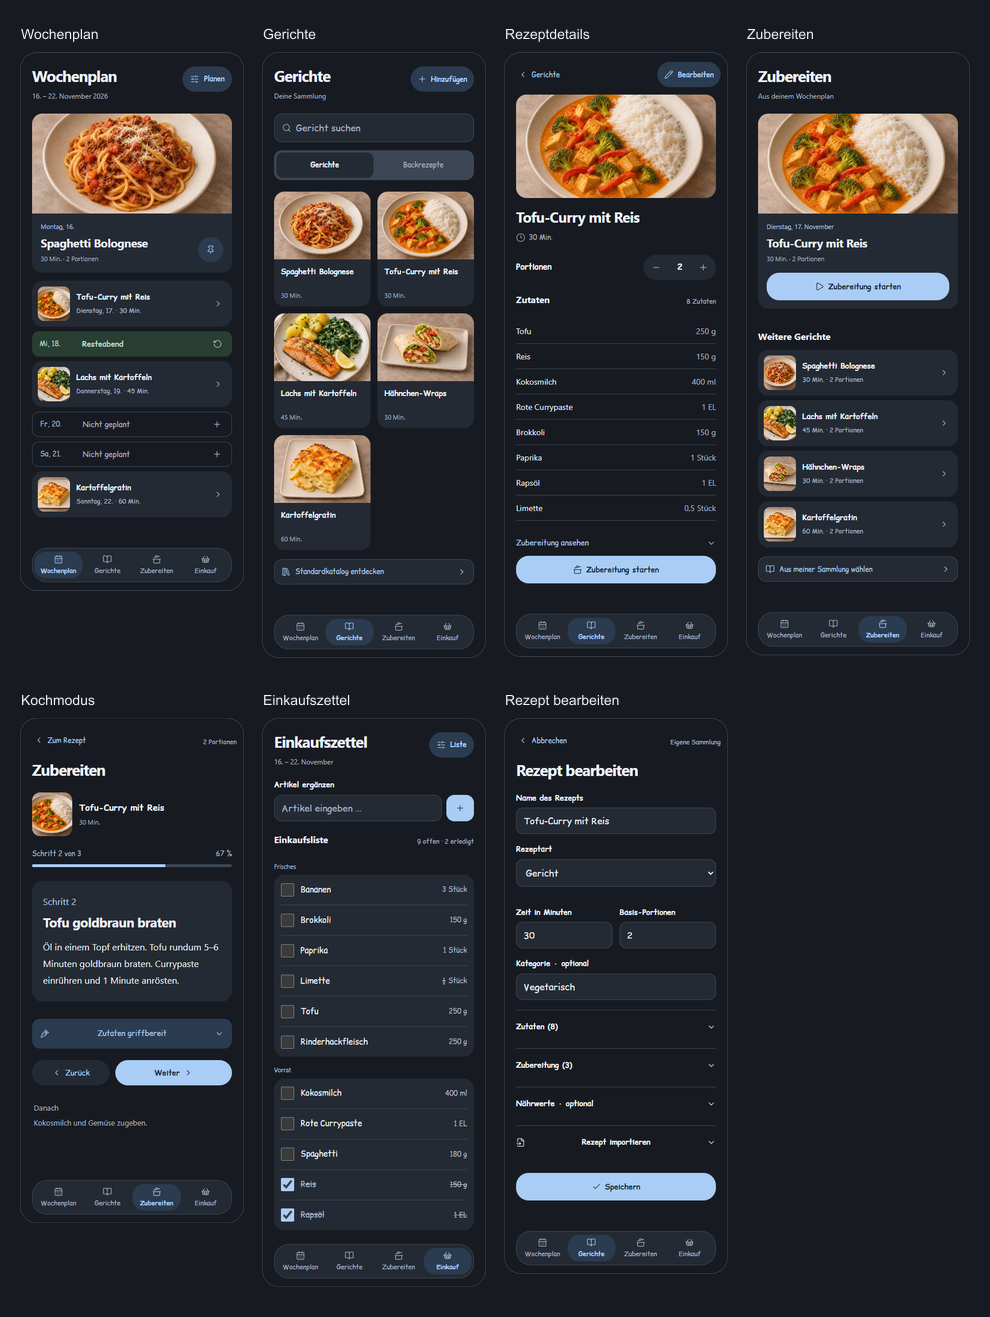 Wochenplan
Wochenplan
Planen
16. – 22. November 2026
Montag, 16.
Spaghetti Bolognese
30 Min. · 2 Portionen
Tofu-Curry mit Reis
Dienstag, 17. · 30 Min.
Mi, 18.
Resteabend
Lachs mit Kartoffeln
Donnerstag, 19. · 45 Min.
Fr, 20.
Nicht geplant
Sa, 21.
Nicht geplant
Kartoffelgratin
Sonntag, 22. · 60 Min.
Wochenplan
Gerichte
Zubereiten
Einkauf
Gerichte
Gerichte
Hinzufügen
Deine Sammlung
Gericht suchen
Gerichte
Backrezepte
Spaghetti Bolognese
30 Min.
Tofu-Curry mit Reis
30 Min.
Lachs mit Kartoffeln
45 Min.
Hähnchen-Wraps
30 Min.
Kartoffelgratin
60 Min.
Standardkatalog entdecken
Wochenplan
Gerichte
Zubereiten
Einkauf
Rezeptdetails
Gerichte
Bearbeiten
Tofu-Curry mit Reis
30 Min.
Portionen
− 2 +
Zutaten
8 Zutaten
Tofu 250 g
Reis 150 g
Kokosmilch 400 ml
Rote Currypaste 1 EL
Brokkoli 150 g
Paprika 1 Stück
Rapsöl 1 EL
Limette 0,5 Stück
Zubereitung ansehen
Zubereitung starten
Wochenplan
Gerichte
Zubereiten
Einkauf
Zubereiten
Zubereiten
Aus deinem Wochenplan
Dienstag, 17. November
Tofu-Curry mit Reis
30 Min. · 2 Portionen
Zubereitung starten
Weitere Gerichte
Spaghetti Bolognese
30 Min. · 2 Portionen
Lachs mit Kartoffeln
45 Min. · 2 Portionen
Hähnchen-Wraps
30 Min. · 2 Portionen
Kartoffelgratin
60 Min. · 2 Portionen
Aus meiner Sammlung wählen
Wochenplan
Gerichte
Zubereiten
Einkauf
Kochmodus
Zum Rezept
2 Portionen
Zubereiten
Tofu-Curry mit Reis
30 Min.
Schritt 2 von 3
67 %
Schritt 2
Tofu goldbraun braten
Öl in einem Topf erhitzen. Tofu rundum 5–6
Minuten goldbraun braten. Currypaste
einrühren und 1 Minute anrösten.
Zutaten griffbereit
Zurück
Weiter
Danach
Kokosmilch und Gemüse zugeben.
Wochenplan
Gerichte
Zubereiten
Einkauf
Einkaufszettel
Einkaufszettel
Liste
16. – 22. November
Artikel ergänzen
Artikel eingeben ...
+
Einkaufsliste
9 offen · 2 erledigt
Frisches
Bananen 3 Stück
Brokkoli 150 g
Paprika 1 Stück
Limette ½ Stück
Tofu 250 g
Rinderhackfleisch 250 g
Vorrat
Kokosmilch 400 ml
Rote Currypaste 1 EL
Spaghetti 180 g
Reis 150 g
Rapsöl 1 EL
Wochenplan
Gerichte
Zubereiten
Einkauf
Rezept bearbeiten
Abbrechen
Eigene Sammlung
Rezept bearbeiten
Name des Rezepts
Tofu-Curry mit Reis
Rezeptart
Gericht
Zeit in Minuten
Basis-Portionen
30
2
Kategorie · optional
Vegetarisch
Zutaten (8)
Zubereitung (3)
Nährwerte · optional
Rezept importieren
Speichern
Wochenplan
Gerichte
Zubereiten
Einkauf